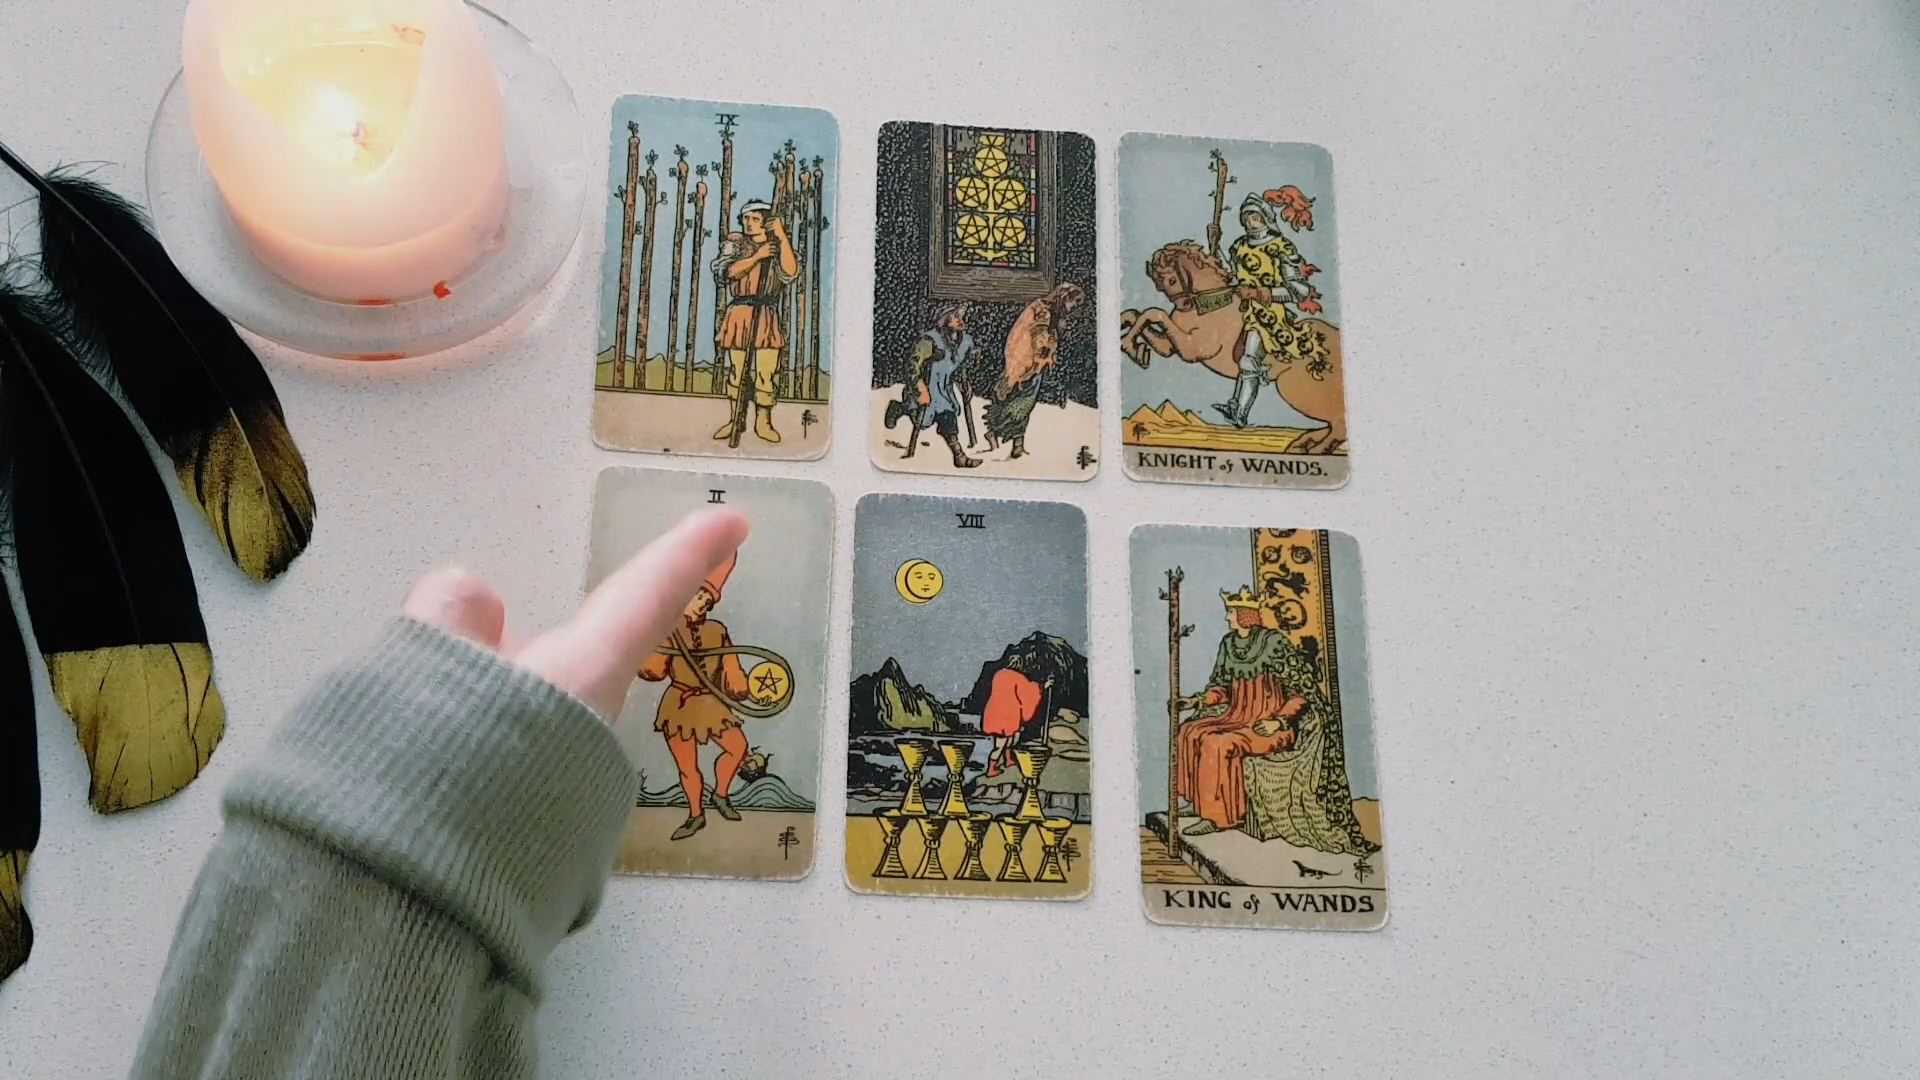 IX
KNIGHT of WANDS.
II
VIII
KING of WANDS